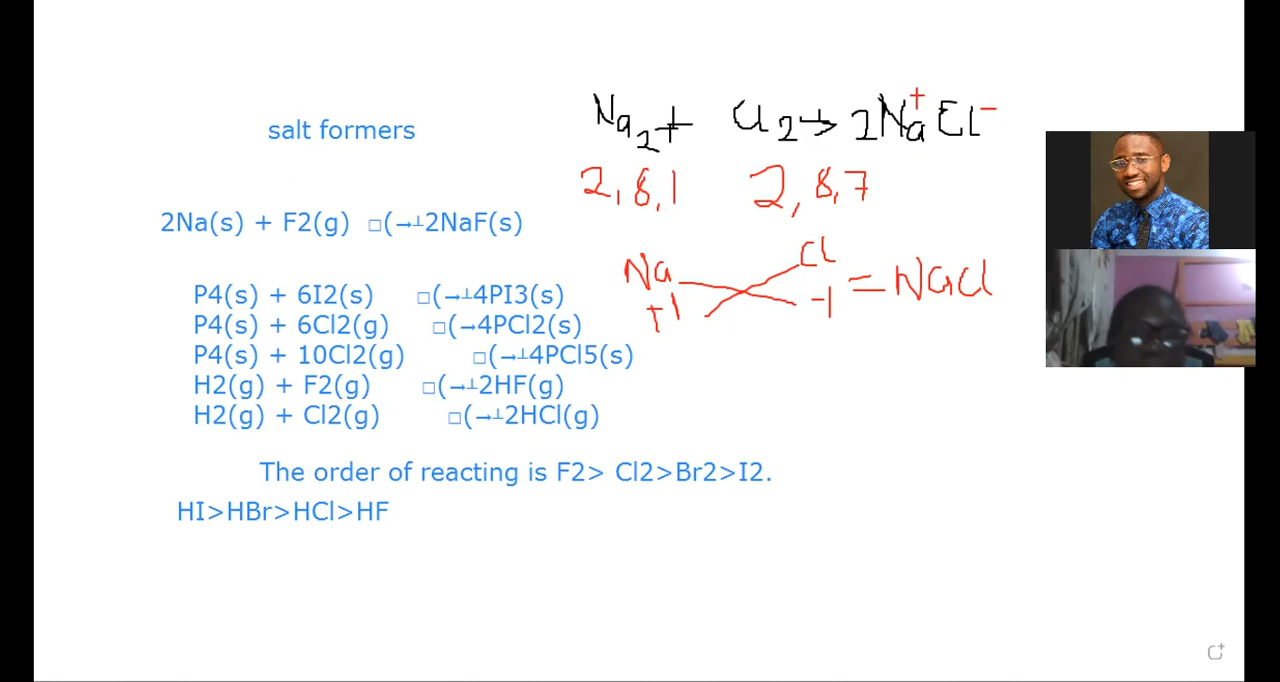 salt formers
2Na(s) + F2(g) □(→┴2NaF(s)
P4(s) + 6I2(s) □(→┴4PI3(s)
P4(s) + 6Cl2(g) □(→4PCl2(s)
P4(s) + 10Cl2(g) □(→┴4PCl5(s)
H2(g) + F2(g) □(→┴2HF(g)
H2(g) + Cl2(g) □(→┴2HCl(g)
The order of reacting is F2> Cl2>Br2>I2.
HI>HBr>HCl>HF
Na2 + Cl2 → 2Na+Cl−
2,8,1 2,8,7
Na Cl
+1 -1 = NaCl